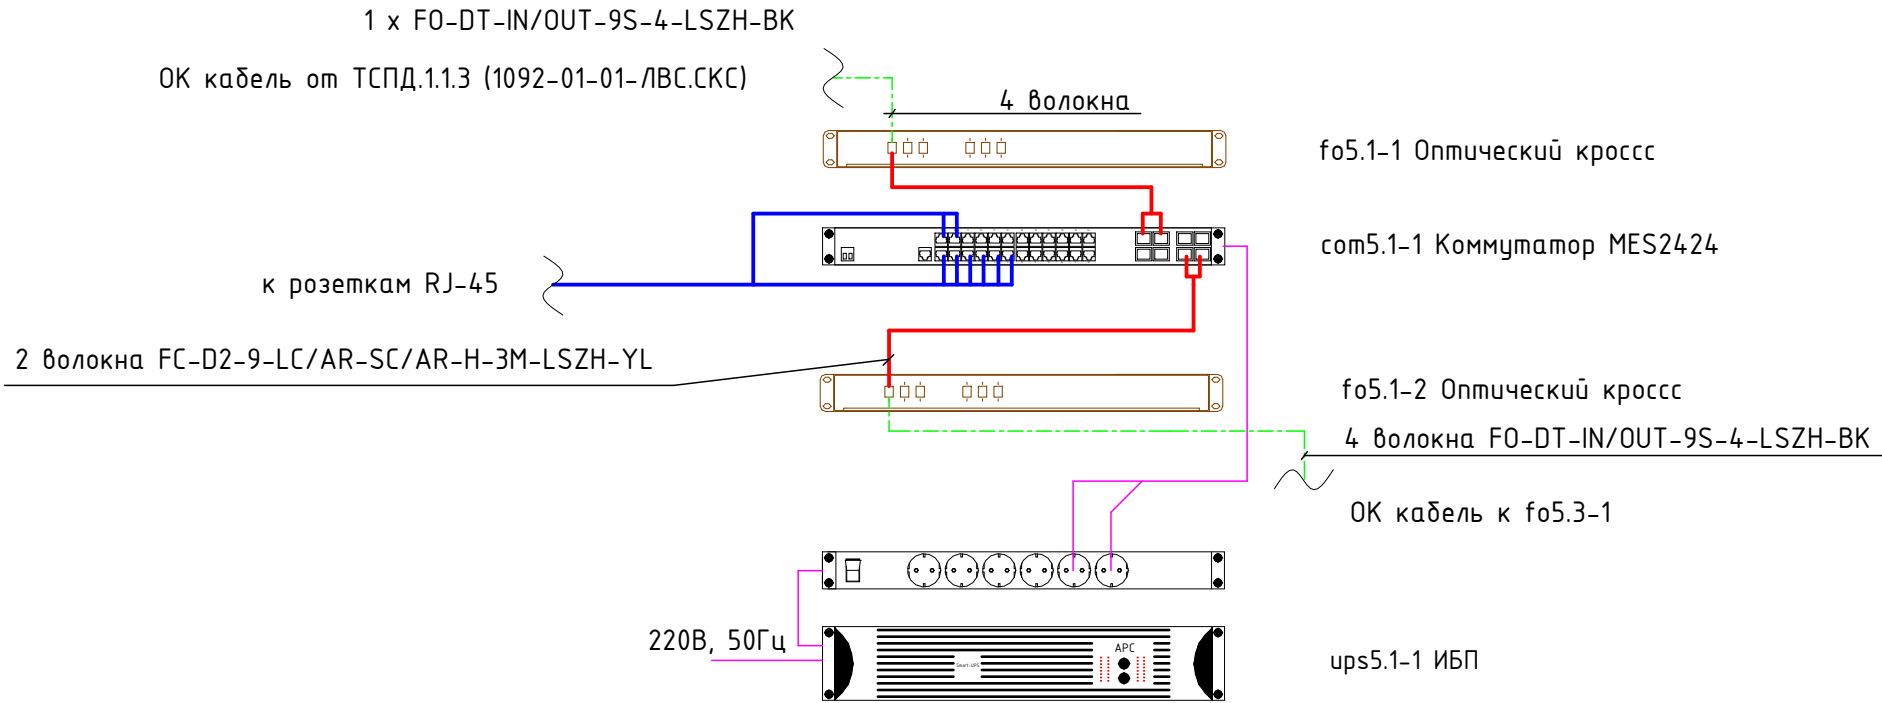 1 x FO-DT-IN/OUT-9S-4-LSZH-BK
ОК кабель от ТСПД.1.1.3 (1092-01-01-ЛВС.СКС)
4 волокна
fo5.1-1 Оптический кроссс
com5.1-1 Коммутатор MES2424
к розеткам RJ-45
2 волокна FC-D2-9-LC/AR-SC/AR-H-3M-LSZH-YL
fo5.1-2 Оптический кроссс
4 волокна FO-DT-IN/OUT-9S-4-LSZH-BK
ОК кабель к fo5.3-1
220В, 50Гц
APC
Smart-UPS
ups5.1-1 ИБП